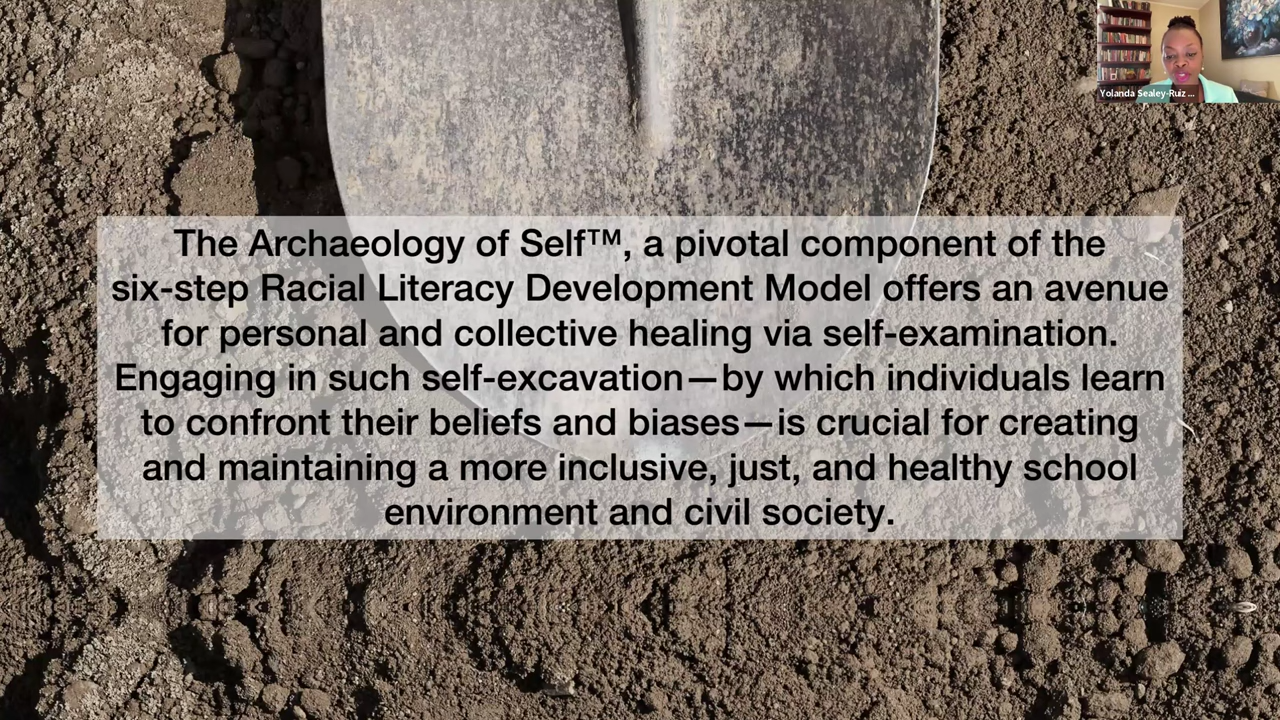 Yolanda Sealey-Ruiz ...
The Archaeology of Self™, a pivotal component of the
six-step Racial Literacy Development Model offers an avenue
for personal and collective healing via self-examination.
Engaging in such self-excavation—by which individuals learn
to confront their beliefs and biases—is crucial for creating
and maintaining a more inclusive, just, and healthy school
environment and civil society.